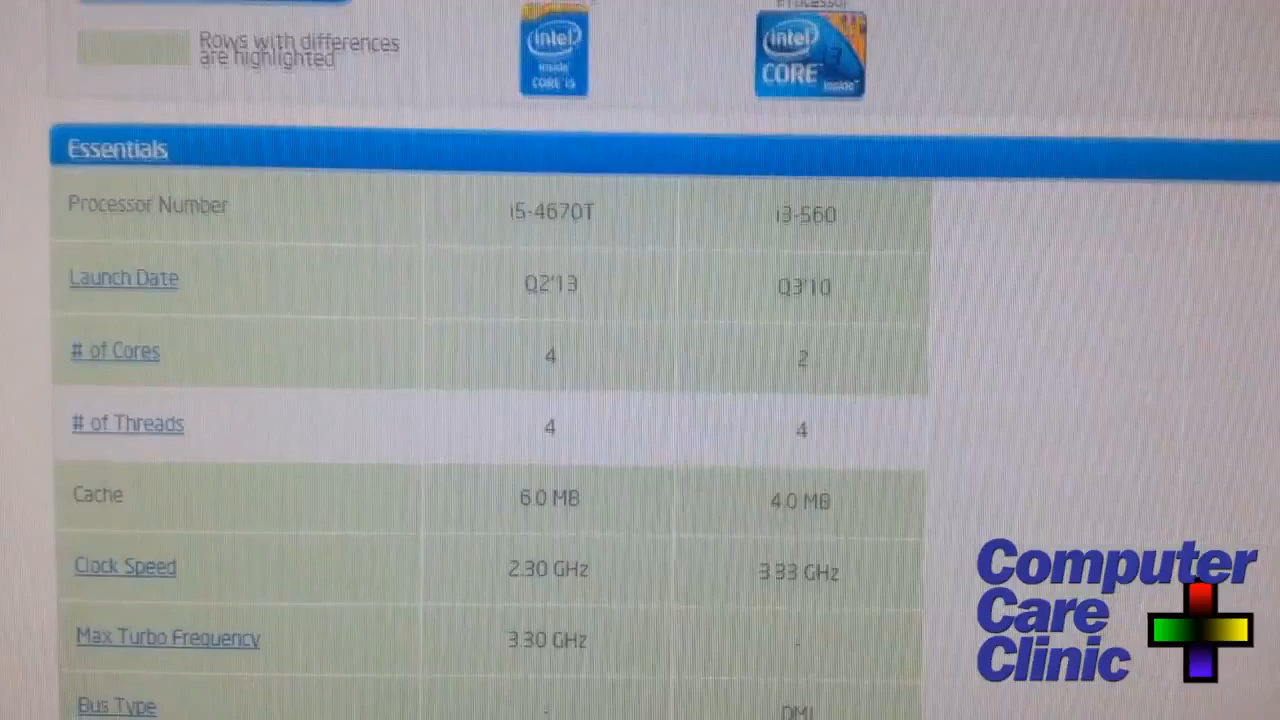 Processor
Rows with differences
are highlighted
intel
inside
CORE i5
intel
CORE i3
inside
Essentials
Processor Number i5-4670T i3-560
Launch Date Q2'13 Q3'10
# of Cores 4 2
# of Threads 4 4
Cache 6.0 MB 4.0 MB
Clock Speed 2.30 GHz 3.33 GHz
Max Turbo Frequency 3.30 GHz -
Bus Type - DMI
Computer
Care
Clinic